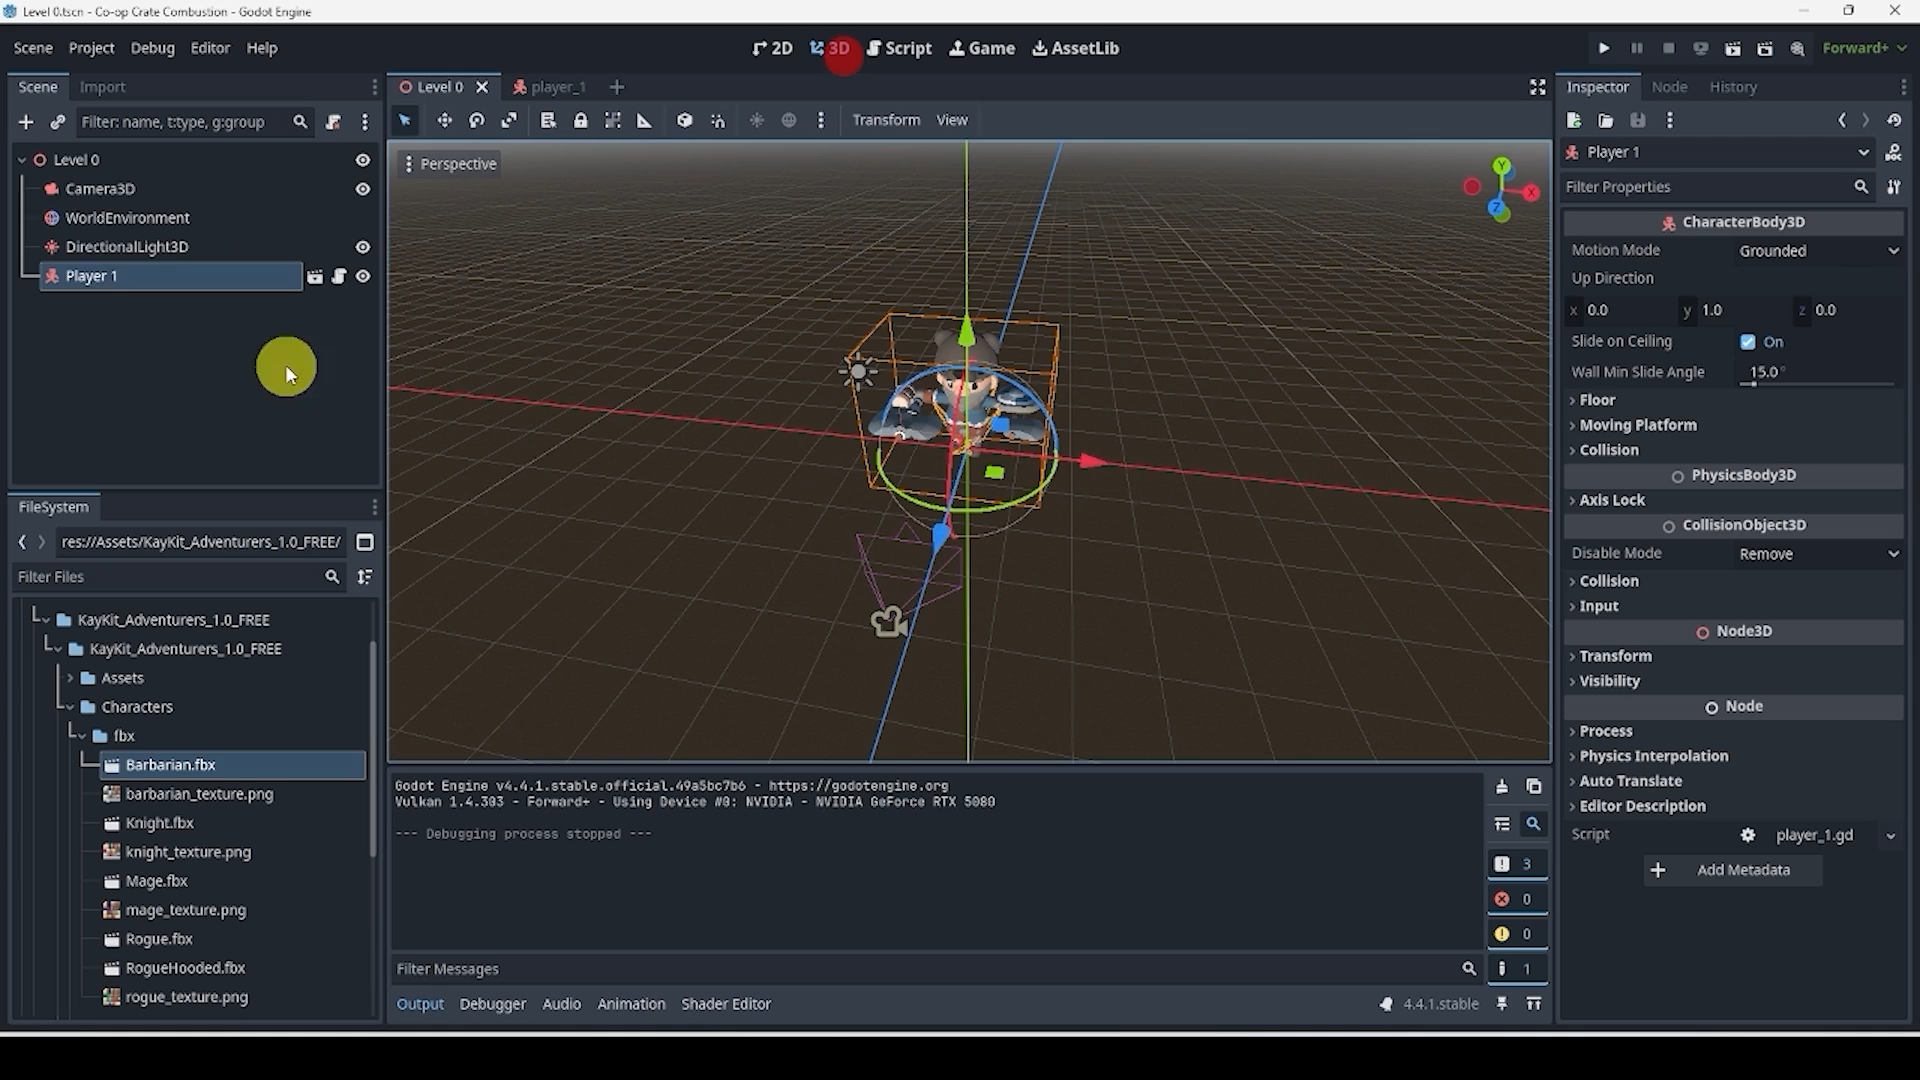 Level 0.tscn - Co-op Crate Combustion - Godot Engine
Scene Project Debug Editor Help
2D 3D Script Game AssetLib
Forward+
Scene Import
Level 0 player_1
Inspector Node History
Filter: name, t:type, g:group
Transform View
Level 0
Camera3D
WorldEnvironment
DirectionalLight3D
Player 1
Perspective
Y
X
Z
FileSystem
res://Assets/KayKit_Adventurers_1.0_FREE/
Filter Files
KayKit_Adventurers_1.0_FREE
KayKit_Adventurers_1.0_FREE
Assets
Characters
fbx
Barbarian.fbx
barbarian_texture.png
Knight.fbx
knight_texture.png
Mage.fbx
mage_texture.png
Rogue.fbx
RogueHooded.fbx
rogue_texture.png
Godot Engine v4.4.1.stable.official.49a5bc7b6 - https://godotengine.org
Vulkan 1.4.303 - Forward+ - Using Device #0: NVIDIA - NVIDIA GeForce RTX 5080
--- Debugging process stopped ---
3
0
0
1
Filter Messages
Output Debugger Audio Animation Shader Editor
4.4.1.stable
Player 1
DOC
Filter Properties
CharacterBody3D
Motion Mode Grounded
Up Direction
x 0.0 y 1.0 z 0.0
Slide on Ceiling On
Wall Min Slide Angle 15.0 °
Floor
Moving Platform
Collision
PhysicsBody3D
Axis Lock
CollisionObject3D
Disable Mode Remove
Collision
Input
Node3D
Transform
Visibility
Node
Process
Physics Interpolation
Auto Translate
Editor Description
Script player_1.gd
Add Metadata